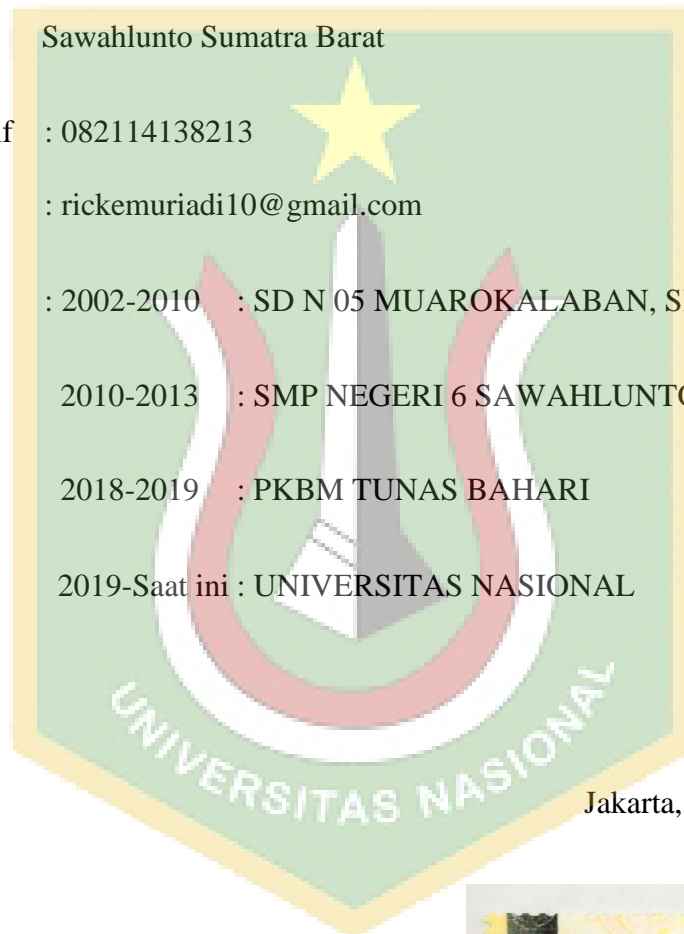 Sawahlunto Sumatra Barat
if : 082114138213
: rickemuriadi10@gmail.com
: 2002-2010 : SD N 05 MUAROKALABAN, S
2010-2013 : SMP NEGERI 6 SAWAHLUNTO
2018-2019 : PKBM TUNAS BAHARI
2019-Saat ini : UNIVERSITAS NASIONAL
UNIVERSITAS NASIONAL
Jakarta,